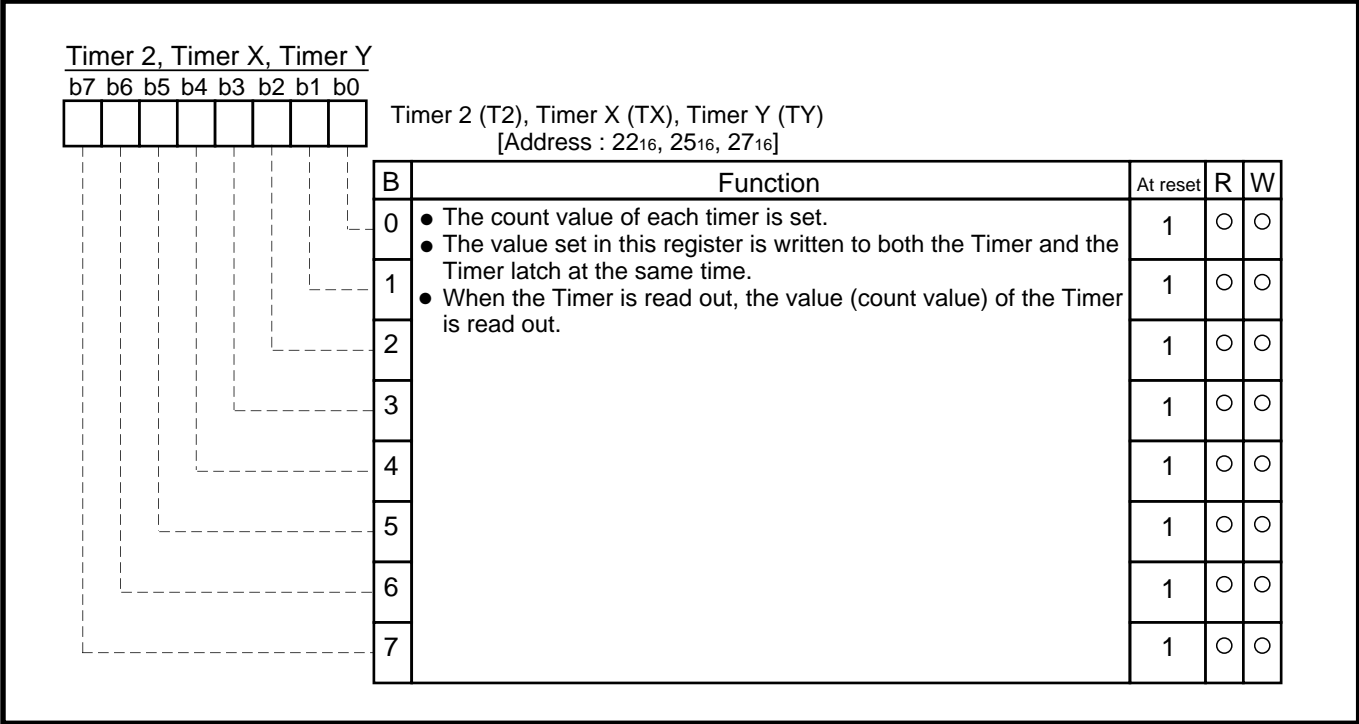 Timer 2, Timer X, Timer Y
b7 b6 b5 b4 b3 b2 b1 b0
Timer 2 (T2), Timer X (TX), Timer Y (TY)
[Address : 2216, 2516, 2716]
B Function At reset R W
0 ● The count value of each timer is set. 1 ○ ○
● The value set in this register is written to both the Timer and the
Timer latch at the same time.
1 1 ○ ○
● When the Timer is read out, the value (count value) of the Timer
is read out.
2 1 ○ ○
3 1 ○ ○
4 1 ○ ○
5 1 ○ ○
6 1 ○ ○
7 1 ○ ○